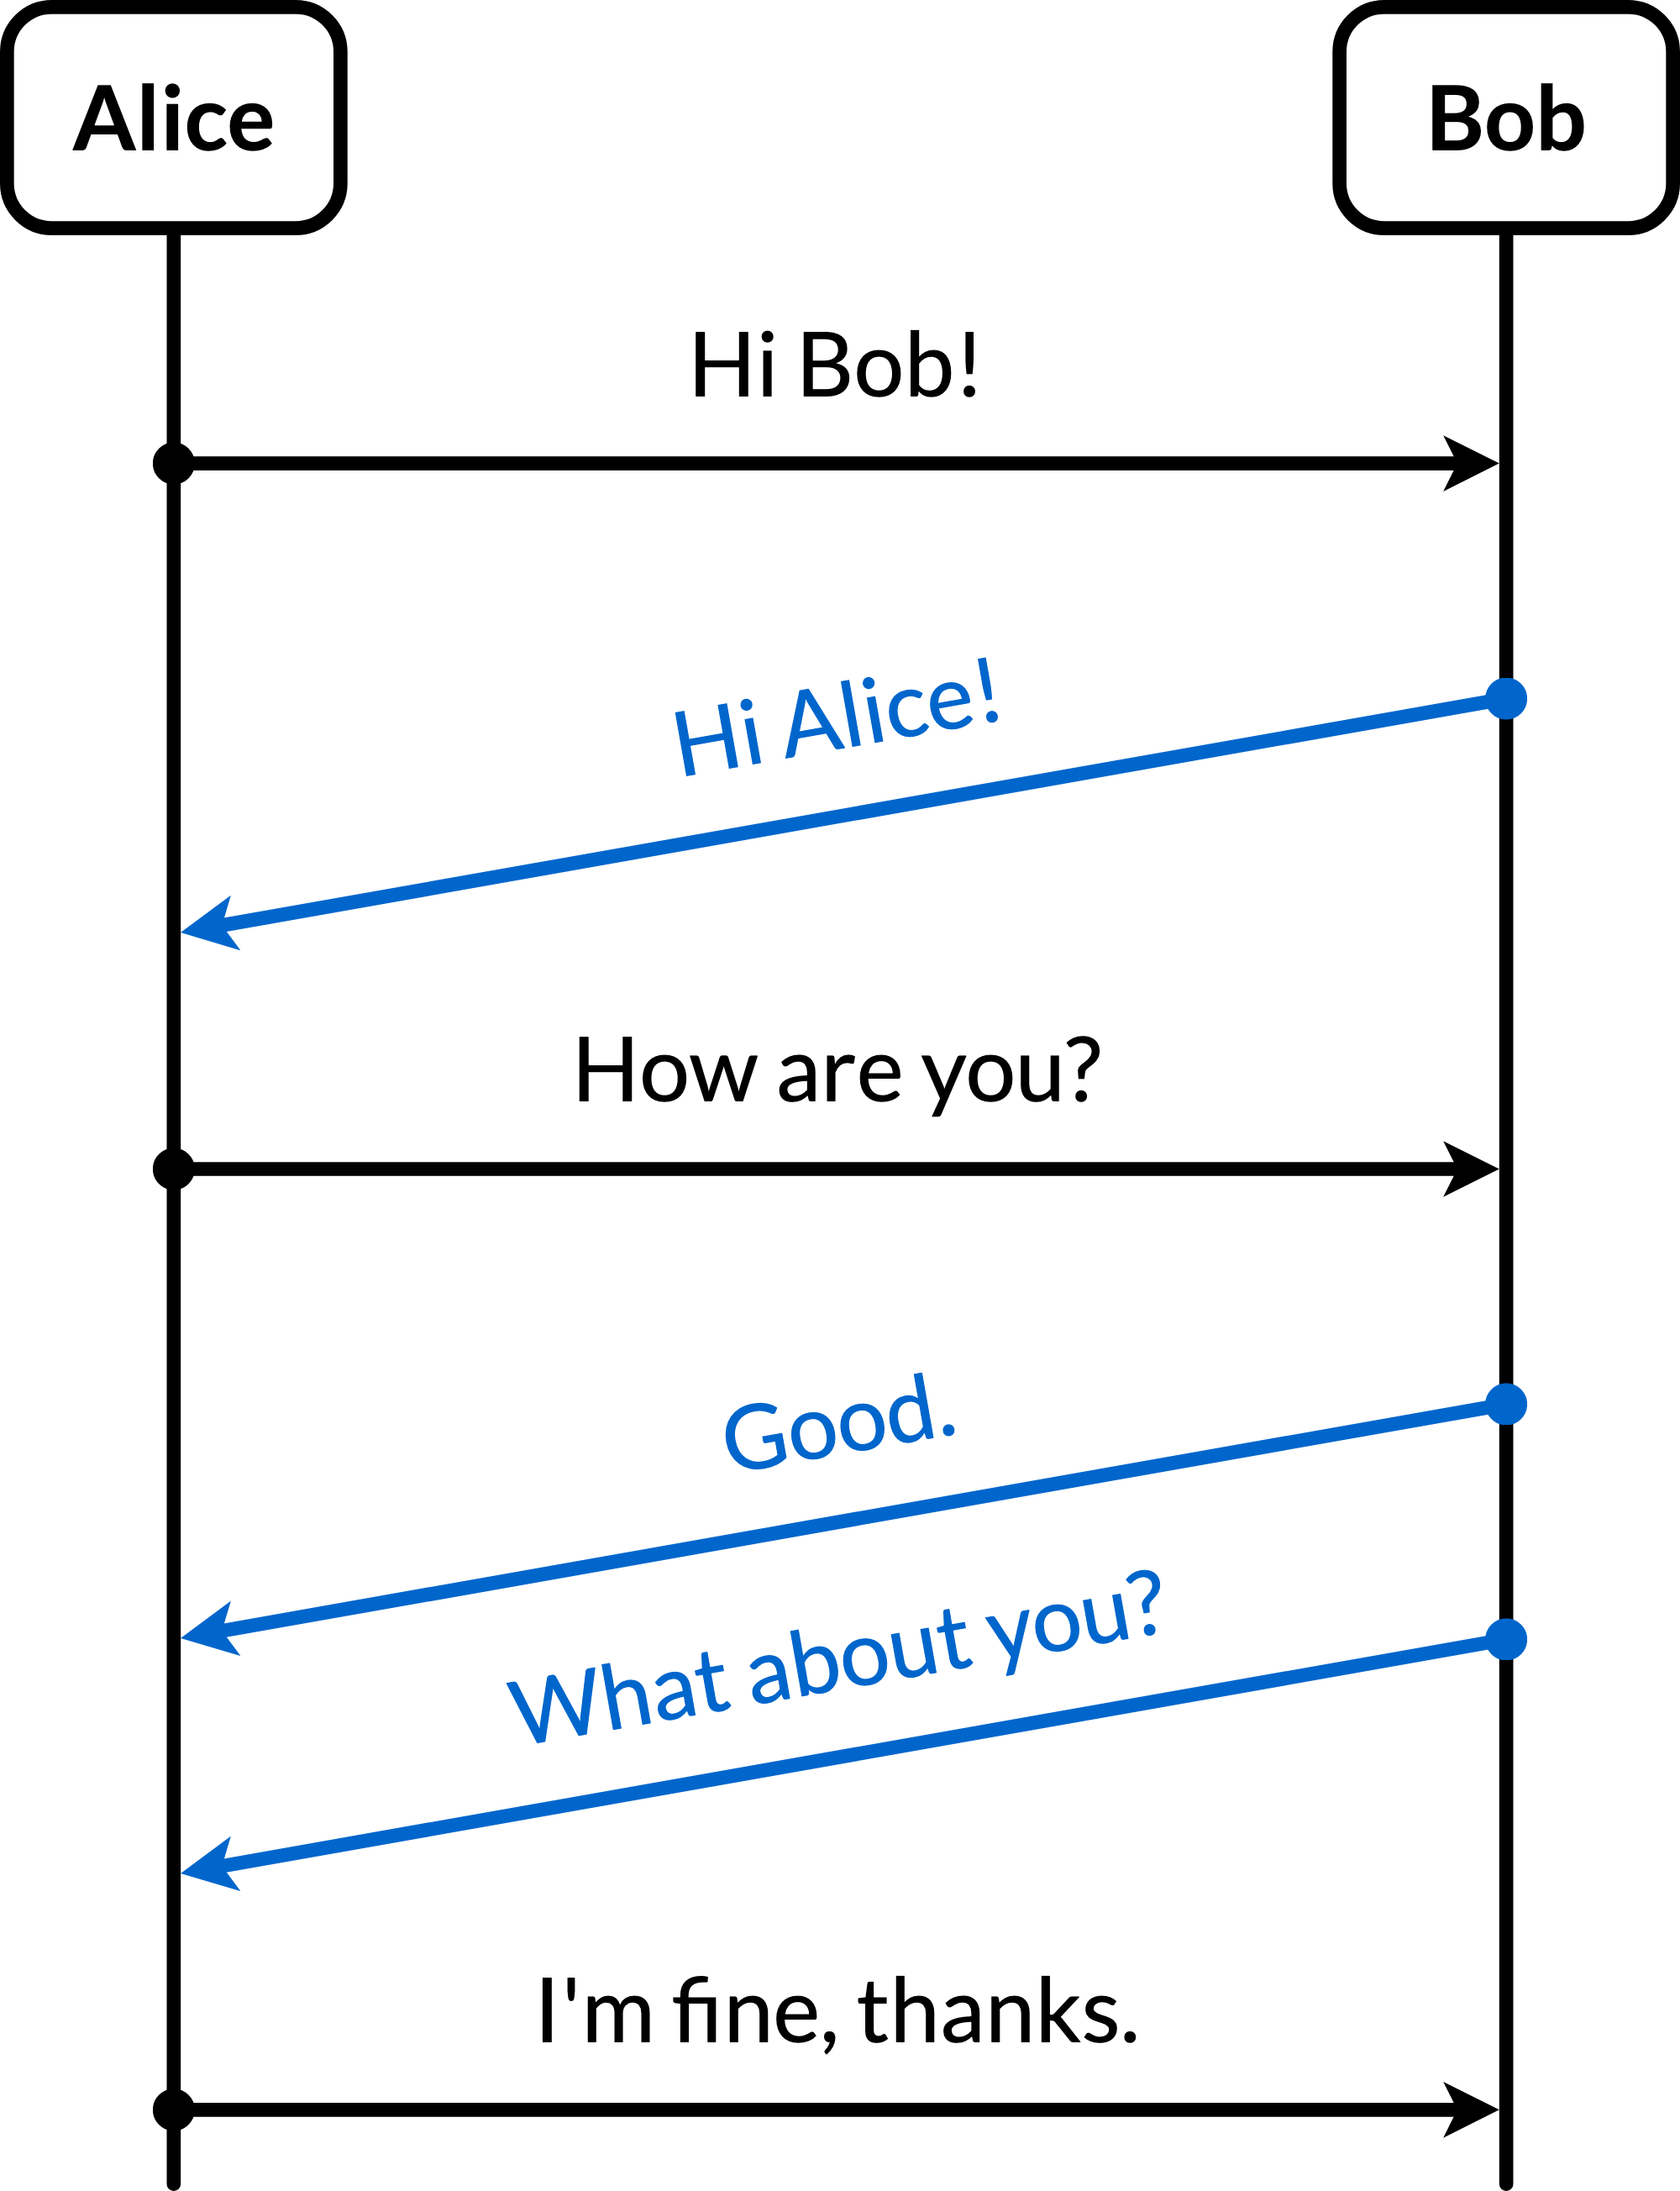 Alice
Bob
Hi Bob!
Hi Alice!
How are you?
Good.
What about you?
I'm fine, thanks.